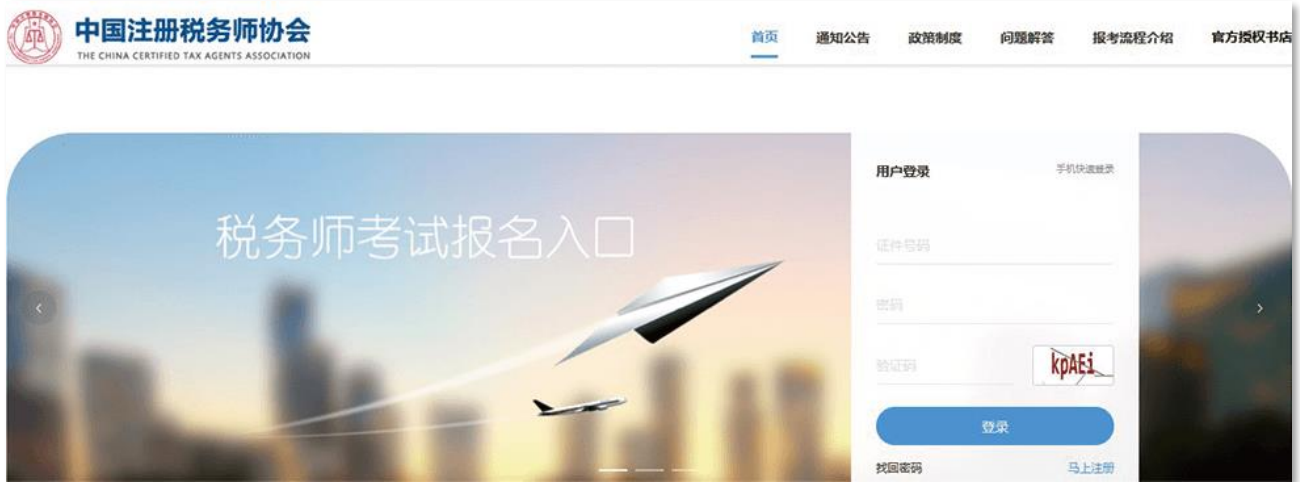 中国注册税务师协会
THE CHINA CERTIFIED TAX AGENTS ASSOCIATION
首页 通知公告 政策制度 问题解答 报考流程介绍 官方授权书店
税务师考试报名入口
用户登录 手机快速登录
证件号码
密码
验证码 kpAEi
登录
找回密码 马上注册